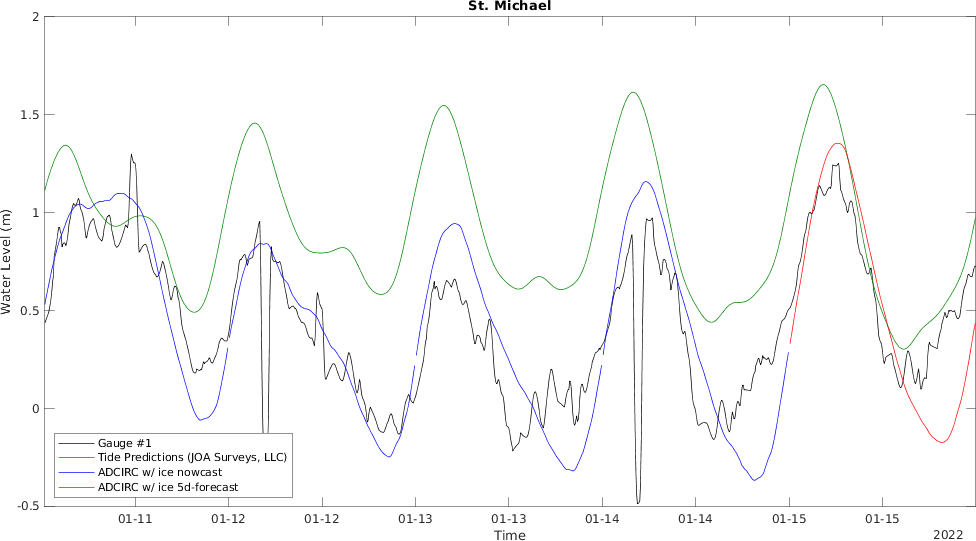 St. Michael
2
1.5
1
0.5
0
-0.5
Water Level (m)
Gauge #1
Tide Predictions (JOA Surveys, LLC)
ADCIRC w/ ice nowcast
ADCIRC w/ ice 5d-forecast
01-11 01-12 01-12 01-13 01-13 01-14 01-14 01-15 01-15
Time
2022